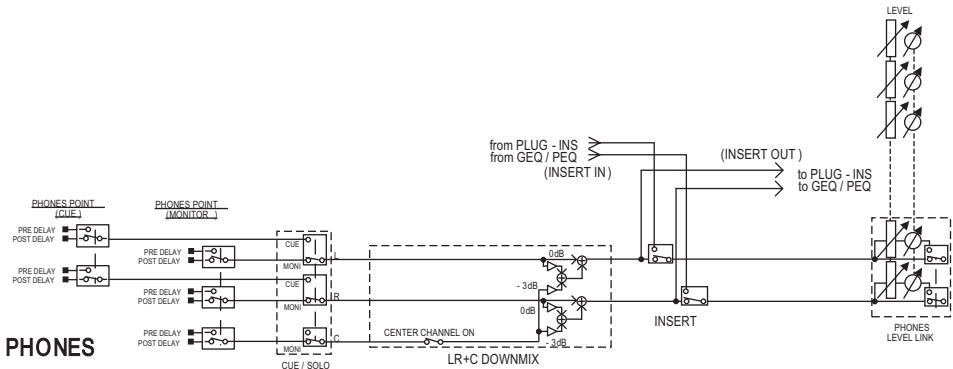 LEVEL
from PLUG - INS
from GEQ / PEQ
(INSERT IN )
(INSERT OUT )
to PLUG - INS
to GEQ / PEQ
PHONES POINT
(CUE )
PRE DELAY
POST DELAY
PRE DELAY
POST DELAY
PHONES POINT
(MONITOR )
PRE DELAY
POST DELAY
PRE DELAY
POST DELAY
PRE DELAY
POST DELAY
CUE
MONI
CUE
MONI
MONI
CUE / SOLO
L
R
C
CENTER CHANNEL ON
0dB
- 3dB
0dB
- 3dB
LR+C DOWNMIX
INSERT
PHONES
LEVEL LINK
PHONES